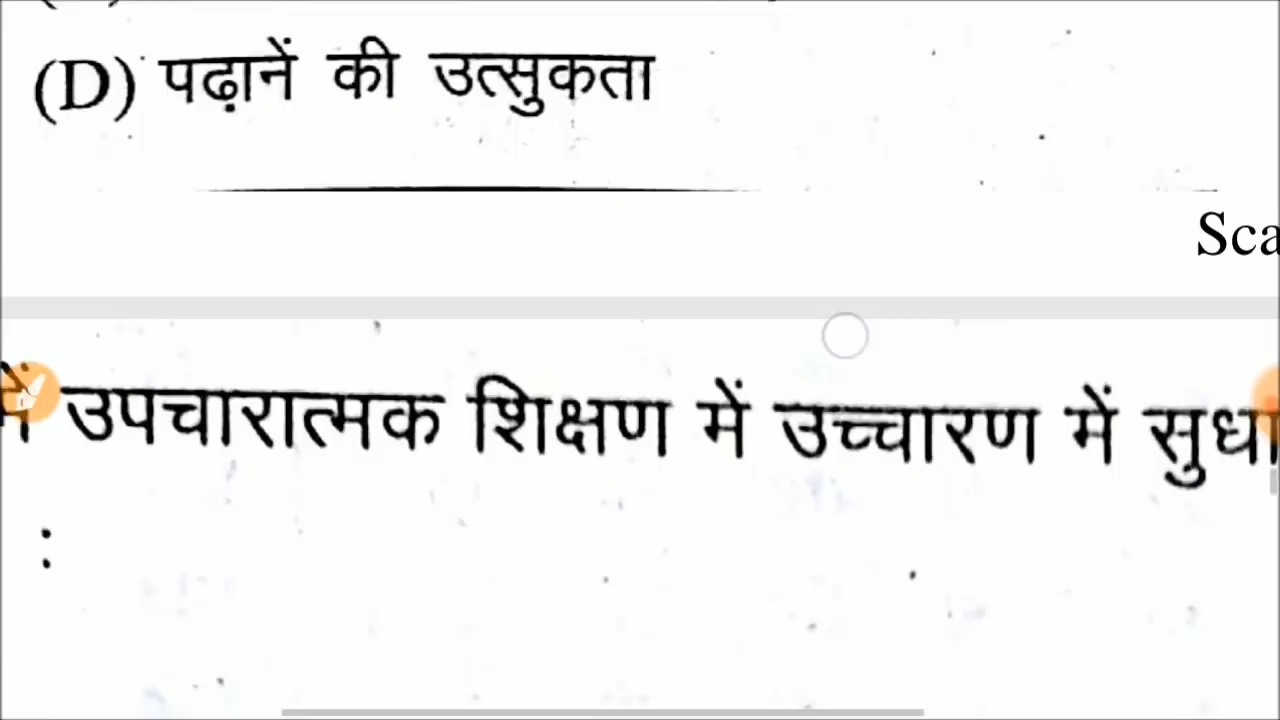 (D) पढ़ानें की उत्सुकता
Sca
में उपचारात्मक शिक्षण में उच्चारण में सुधा
: